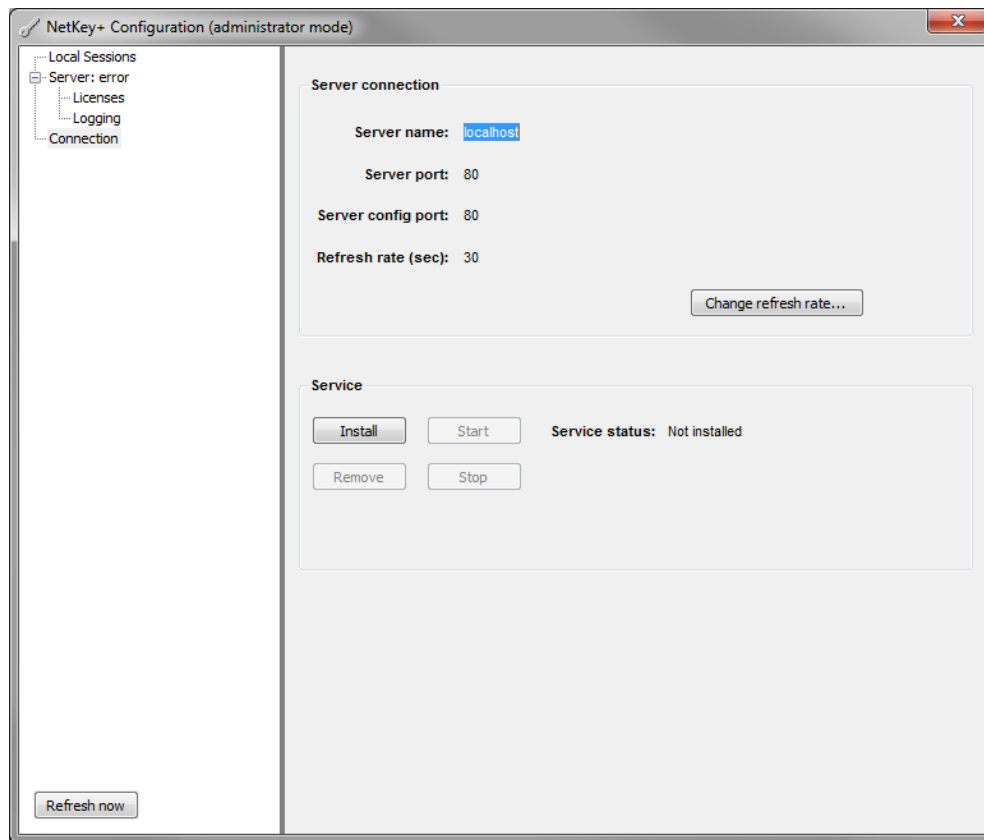 NetKey+ Configuration (administrator mode)
Local Sessions
Server: error
Licenses
Logging
Connection
Refresh now
Server connection
Server name: localhost
Server port: 80
Server config port: 80
Refresh rate (sec): 30
Change refresh rate...
Service
Install Start Service status: Not installed
Remove Stop